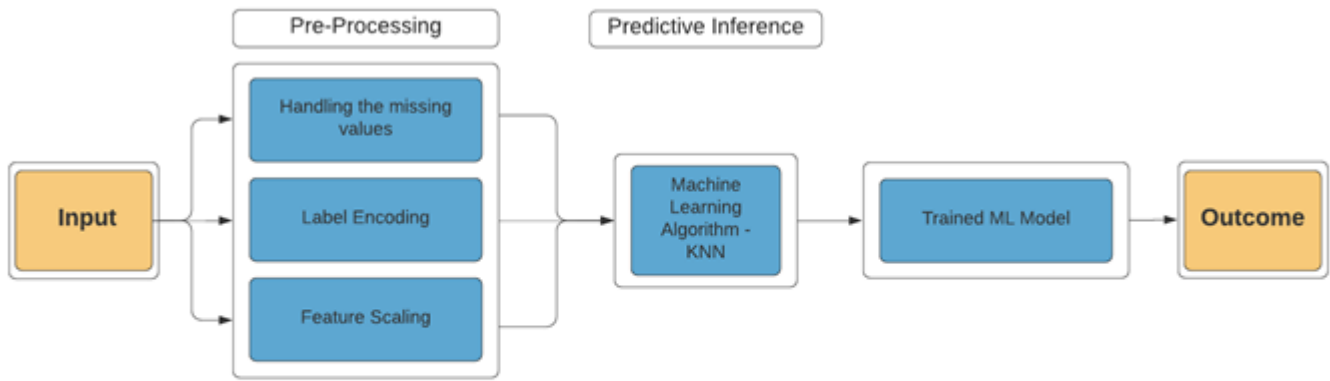 Pre-Processing
Predictive Inference
Input
Handling the missing
values
Label Encoding
Feature Scaling
Machine
Learning
Algorithm -
KNN
Trained ML Model
Outcome